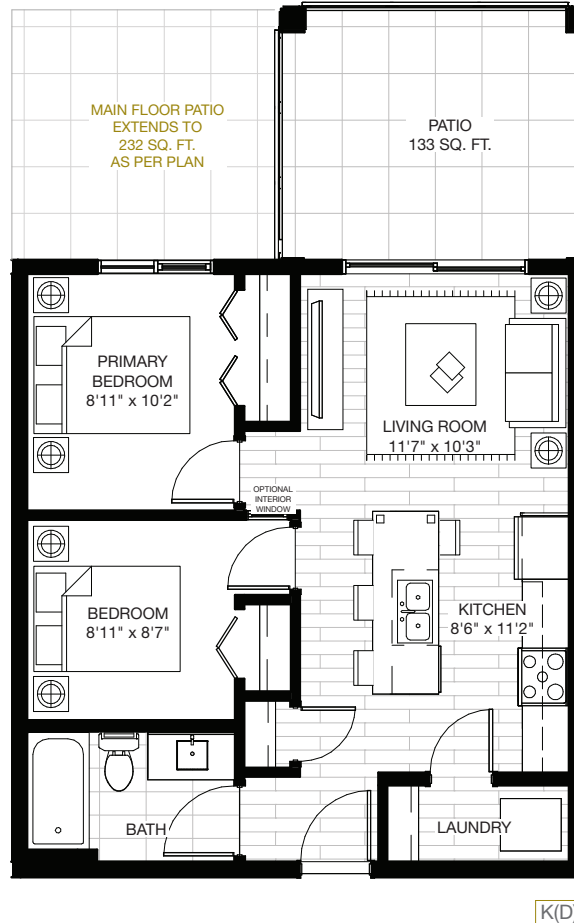 MAIN FLOOR PATIO
EXTENDS TO
232 SQ. FT.
AS PER PLAN
PATIO
133 SQ. FT.
PRIMARY
BEDROOM
8'11" x 10'2"
LIVING ROOM
11'7" x 10'3"
OPTIONAL
INTERIOR
WINDOW
BEDROOM
8'11" x 8'7"
KITCHEN
8'6" x 11'2"
BATH
LAUNDRY
K(D)